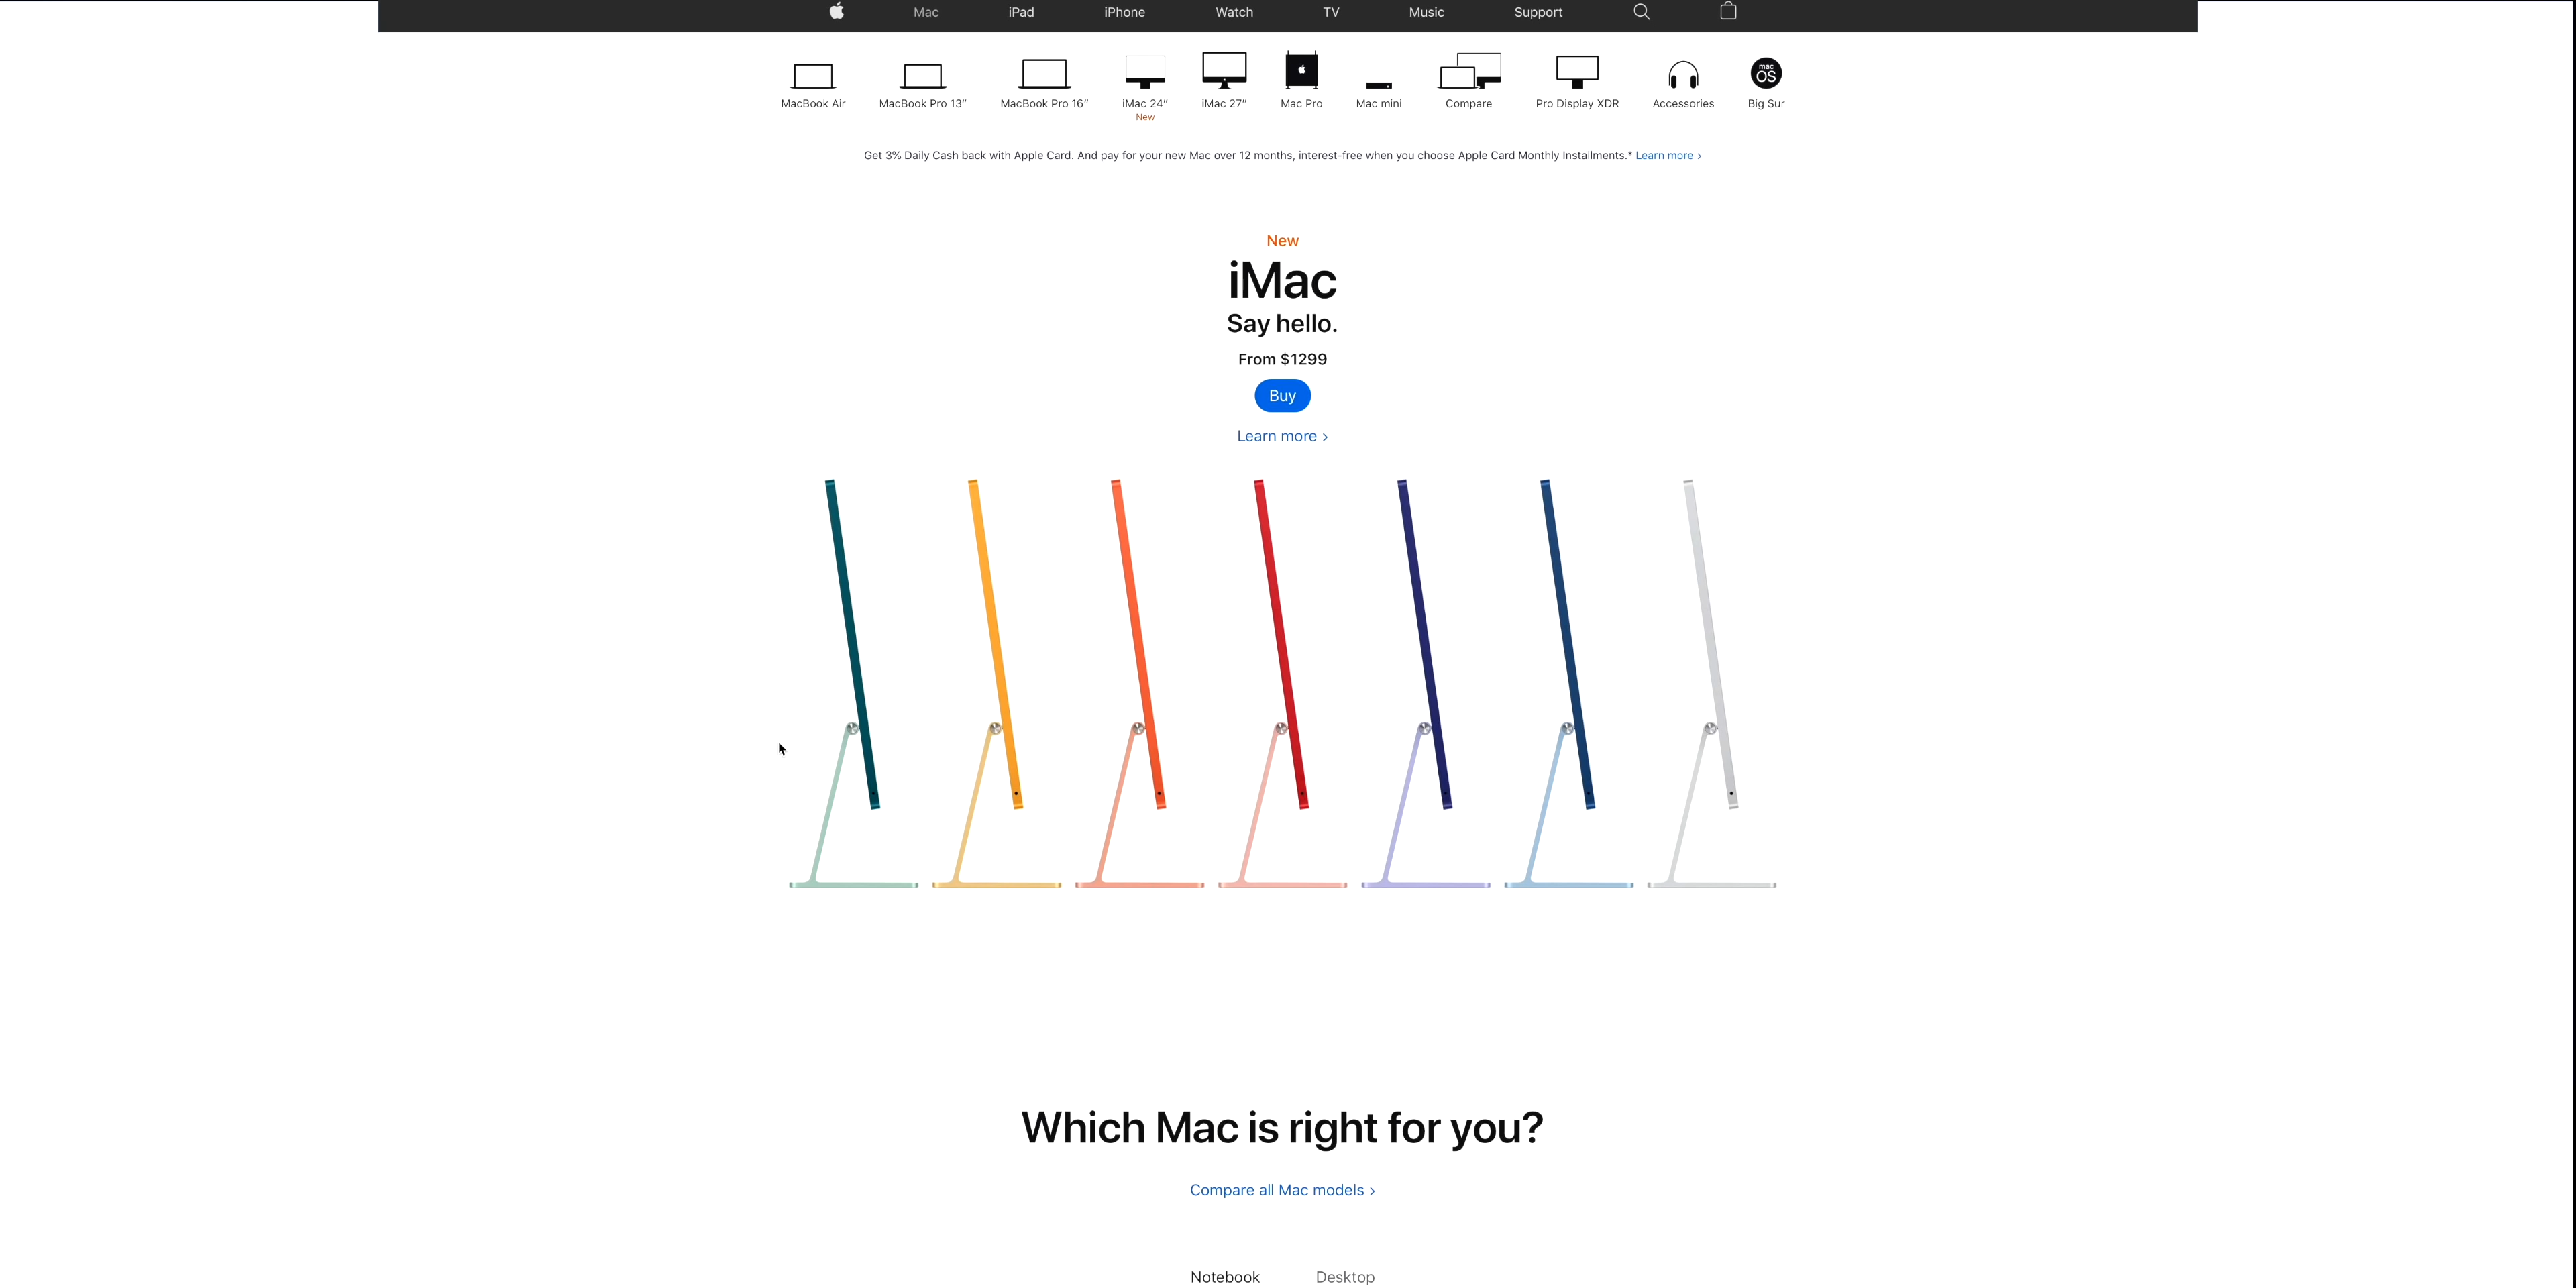 Mac iPad iPhone Watch TV Music Support
MacBook Air MacBook Pro 13″ MacBook Pro 16″ iMac 24″ iMac 27″ Mac Pro Mac mini Compare Pro Display XDR Accessories Big Sur
mac
OS
New
Get 3% Daily Cash back with Apple Card. And pay for your new Mac over 12 months, interest-free when you choose Apple Card Monthly Installments.* Learn more >
New
iMac
Say hello.
From $1299
Buy
Learn more >
Which Mac is right for you?
Compare all Mac models >
Notebook Desktop